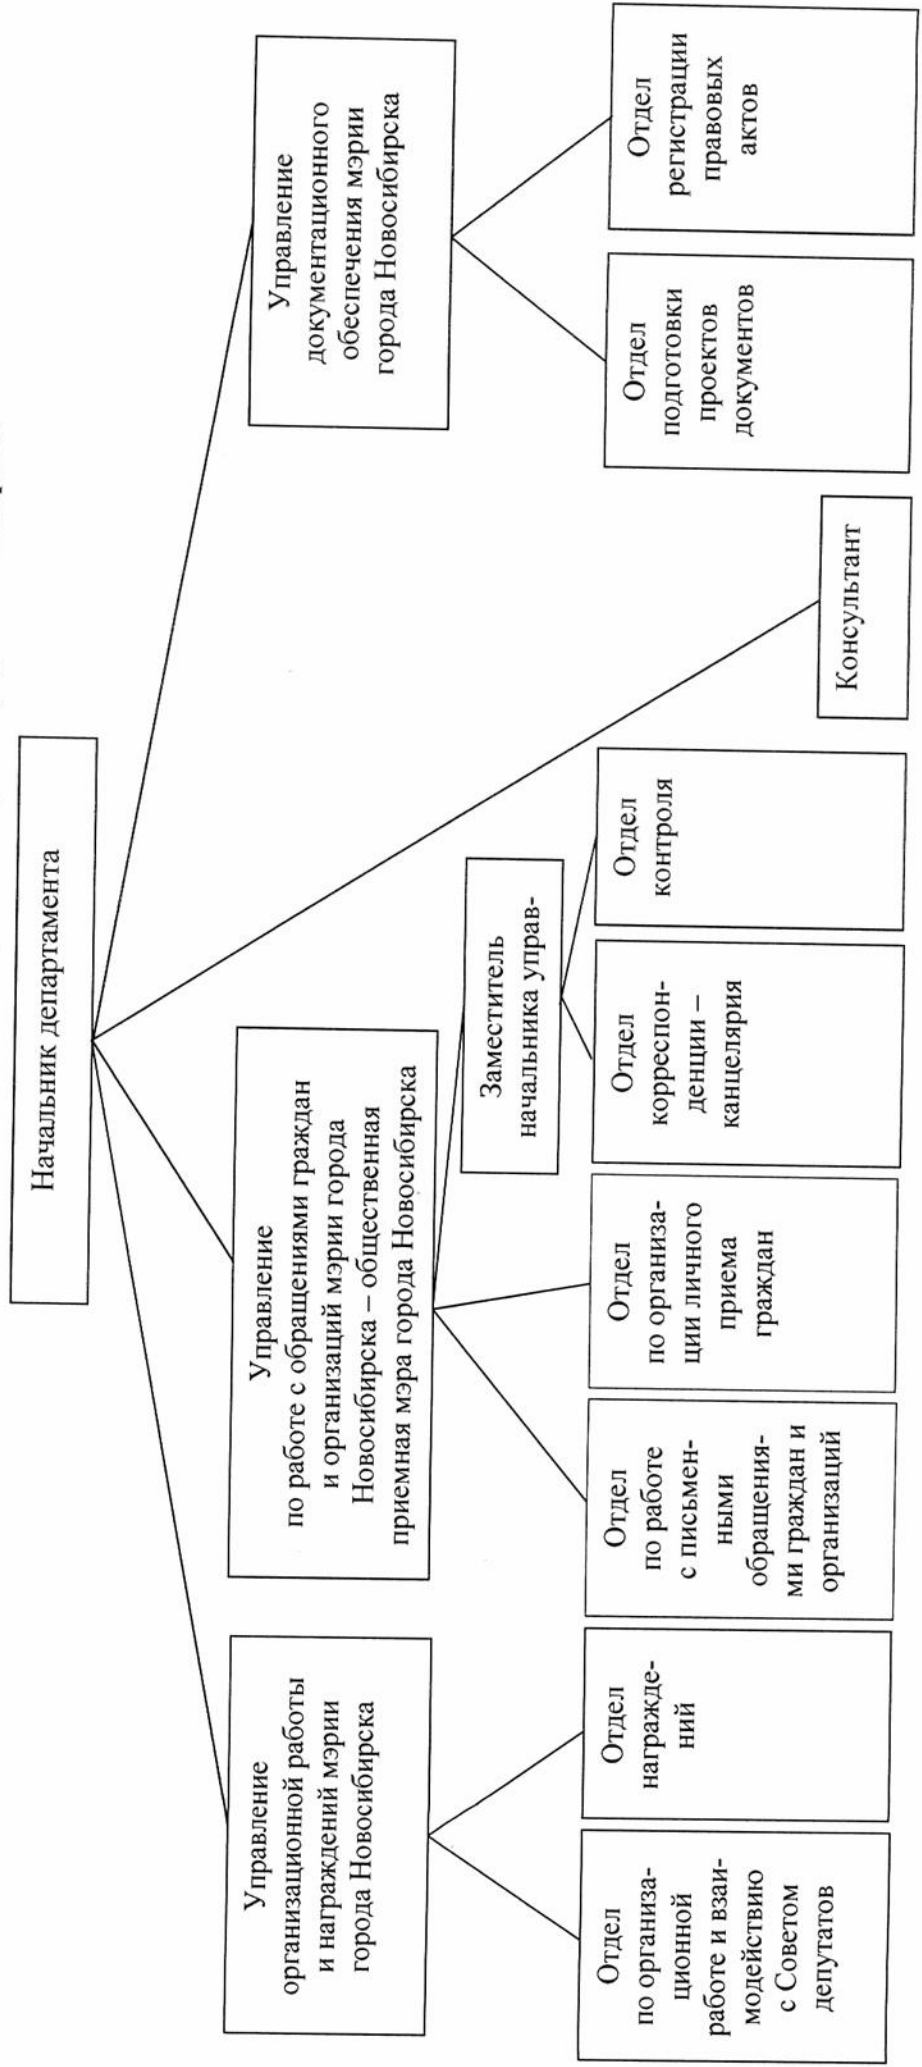 Начальник департамента
Управление
организационной работы
и награждений мэрии
города Новосибирска
Управление
по работе с обращениями граждан
и организаций мэрии города
Новосибирска – общественная
приемная мэра города Новосибирска
Управление
документационного
обеспечения мэрии
города Новосибирска
Заместитель
начальника управ-
Отдел
по организа-
ционной
работе и взаи-
модействию
с Советом
депутатов
Отдел
награжде-
ний
Отдел
по работе
с письмен-
ными
обращения-
ми граждан и
организаций
Отдел
по организа-
ции личного
приема
граждан
Отдел
корреспон-
денции –
канцелярия
Отдел
контроля
Консультант
Отдел
подготовки
проектов
документов
Отдел
регистрации
правовых
актов